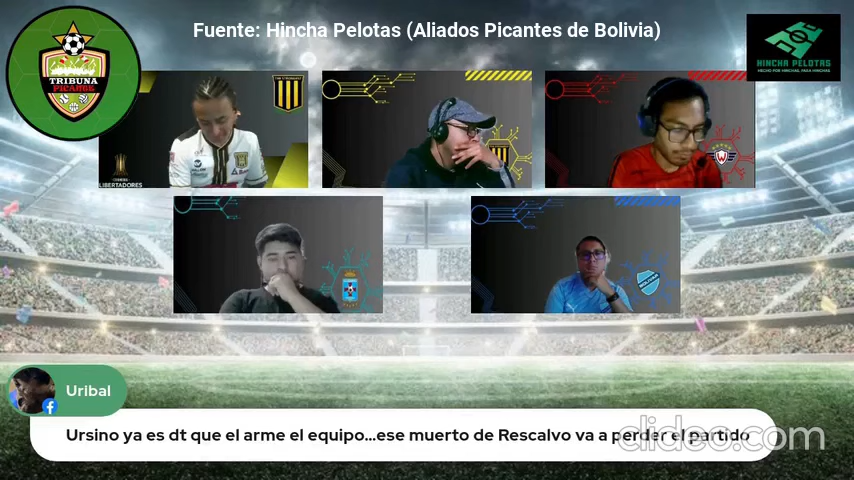 Fuente: Hincha Pelotas (Aliados Picantes de Bolivia)
TRIBUNA
PICANTE
HINCHA PELOTAS
HECHO POR HINCHAS, PARA HINCHAS
LIBERTADORES
BOLIVAR
Uribal
Ursino ya es dt que el arme el equipo...ese muerto de Rescalvo va a perder el partido
clideo.com